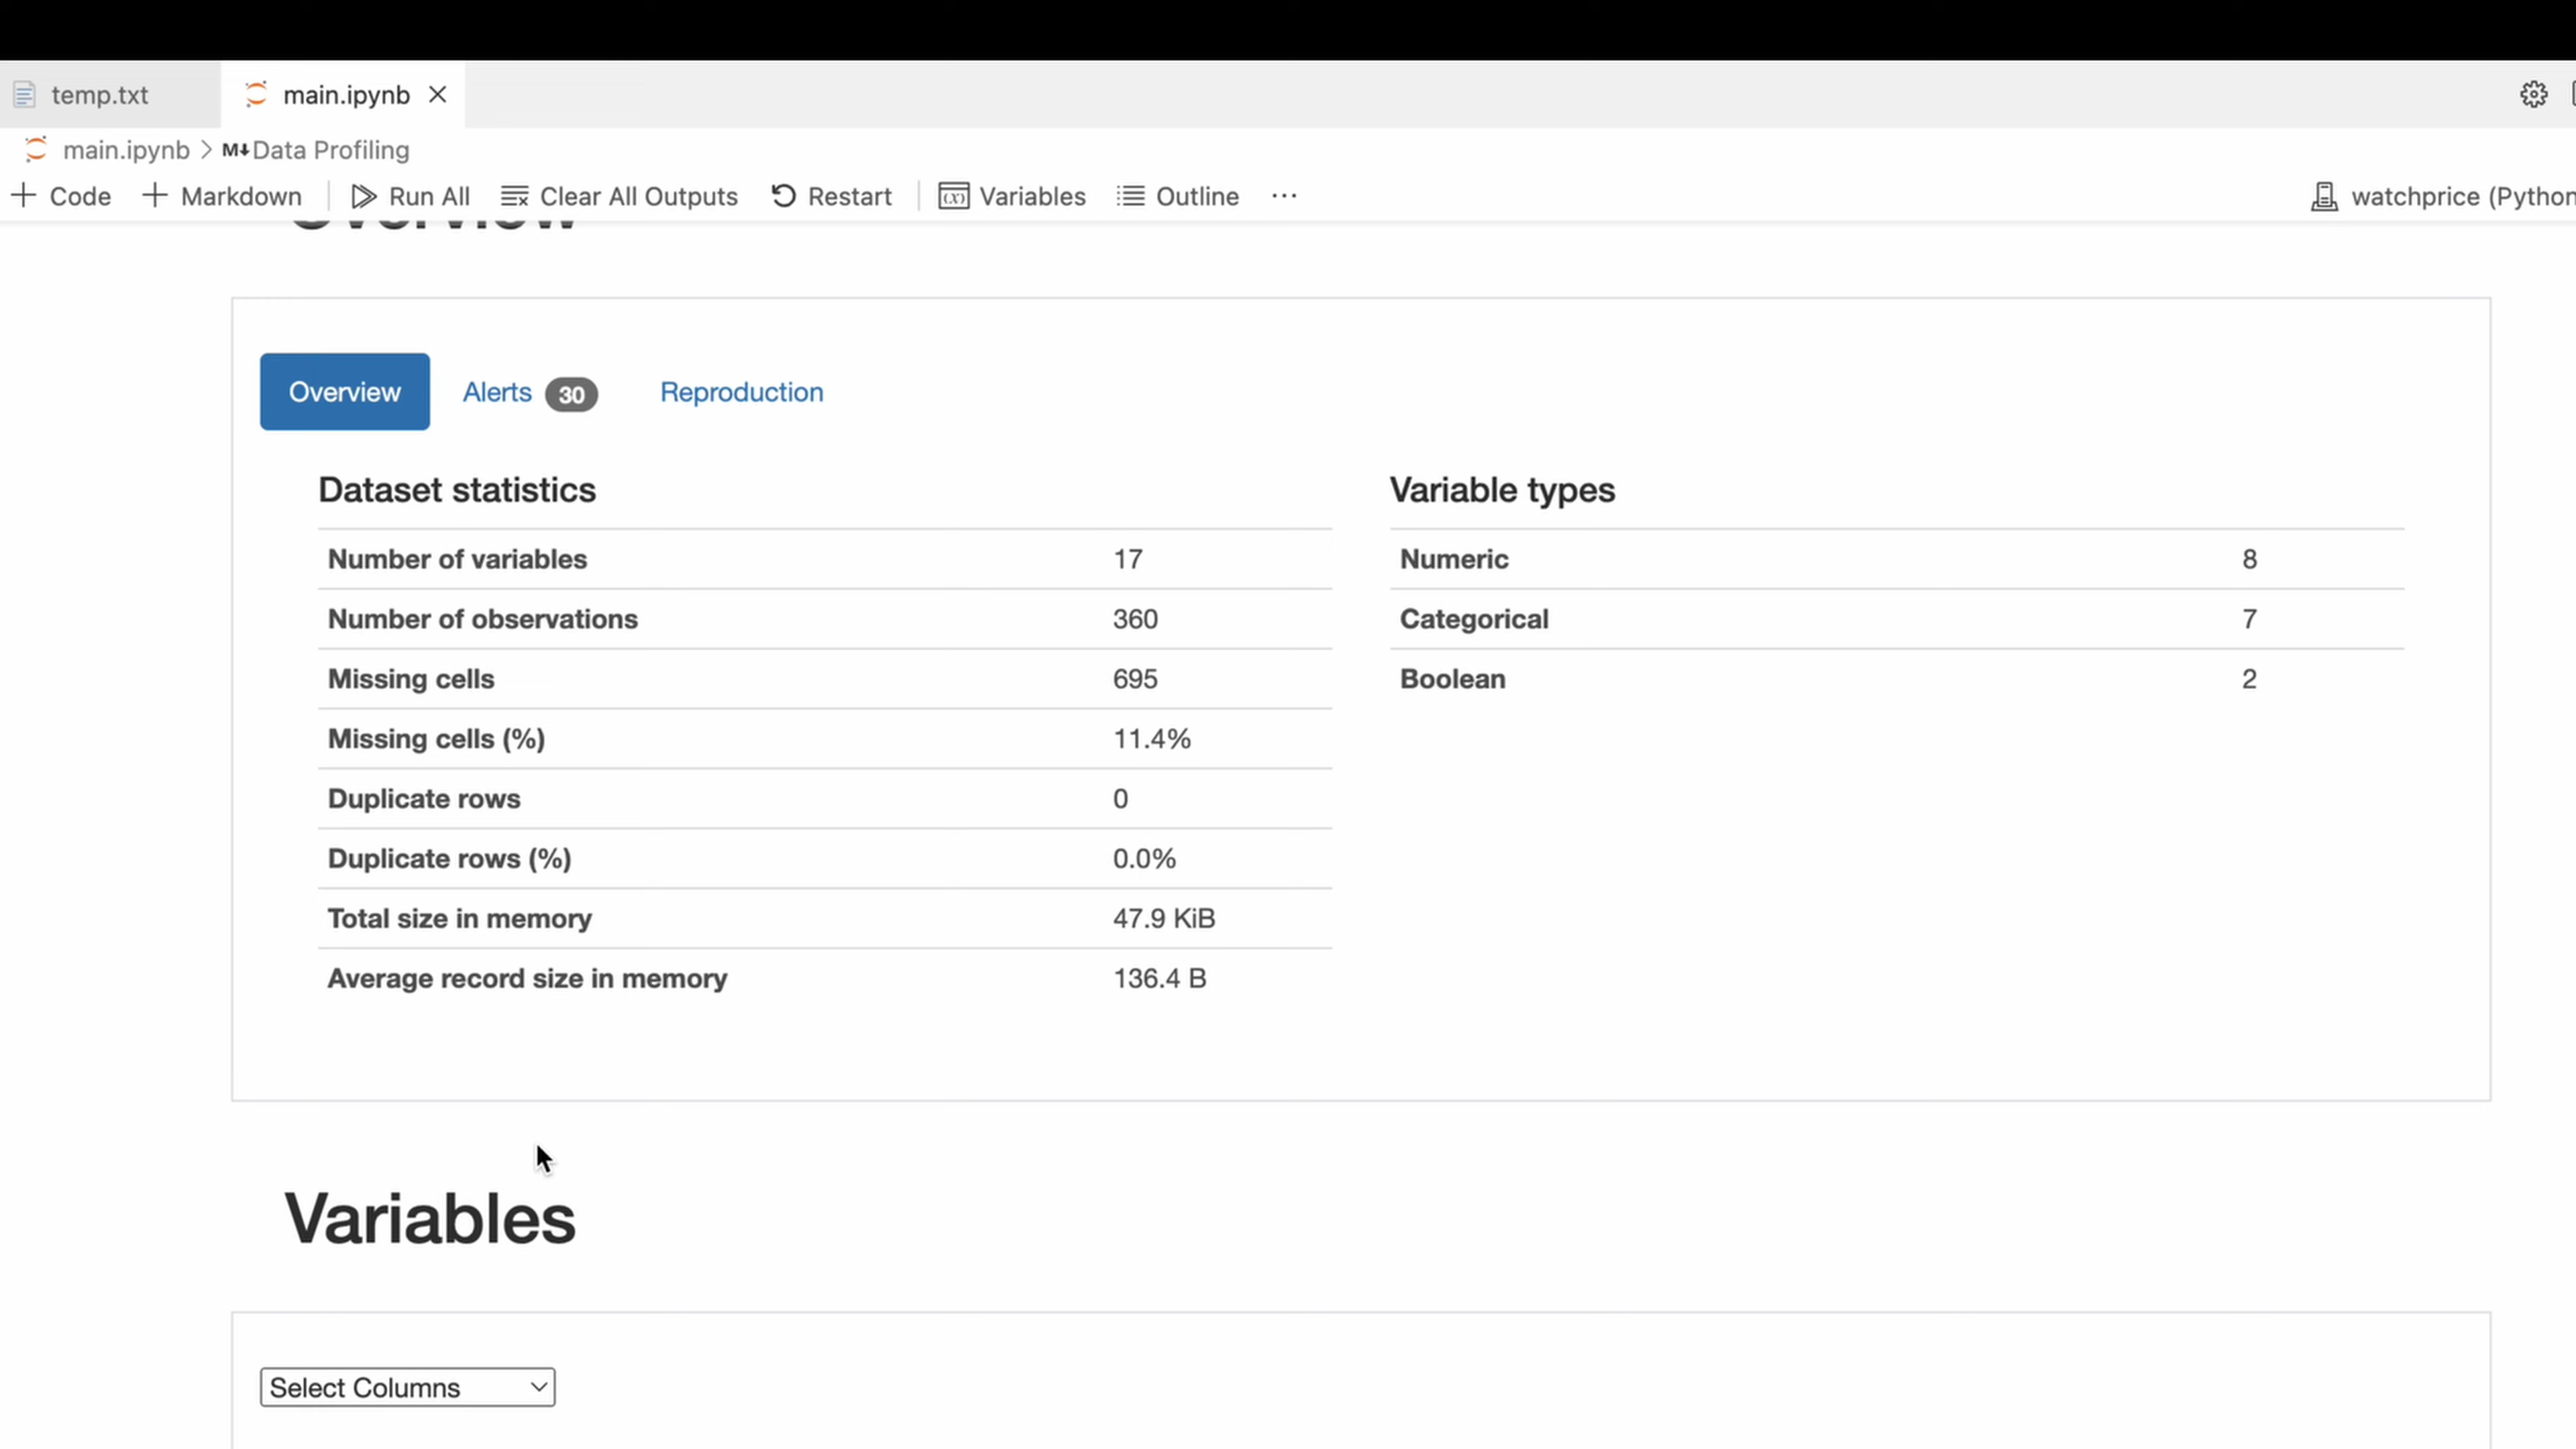 temp.txt
main.ipynb
main.ipynb > M↓ Data Profiling
+ Code + Markdown Run All Clear All Outputs Restart Variables Outline ... watchprice (Python
Overview
Overview Alerts 30 Reproduction
Dataset statistics
Number of variables 17
Number of observations 360
Missing cells 695
Missing cells (%) 11.4%
Duplicate rows 0
Duplicate rows (%) 0.0%
Total size in memory 47.9 KiB
Average record size in memory 136.4 B
Variable types
Numeric 8
Categorical 7
Boolean 2
Variables
Select Columns